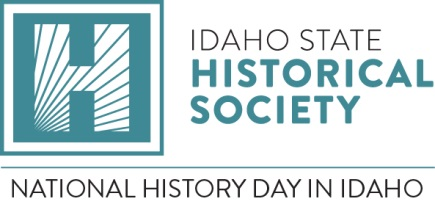 H
IDAHO STATE
HISTORICAL
SOCIETY
NATIONAL HISTORY DAY IN IDAHO